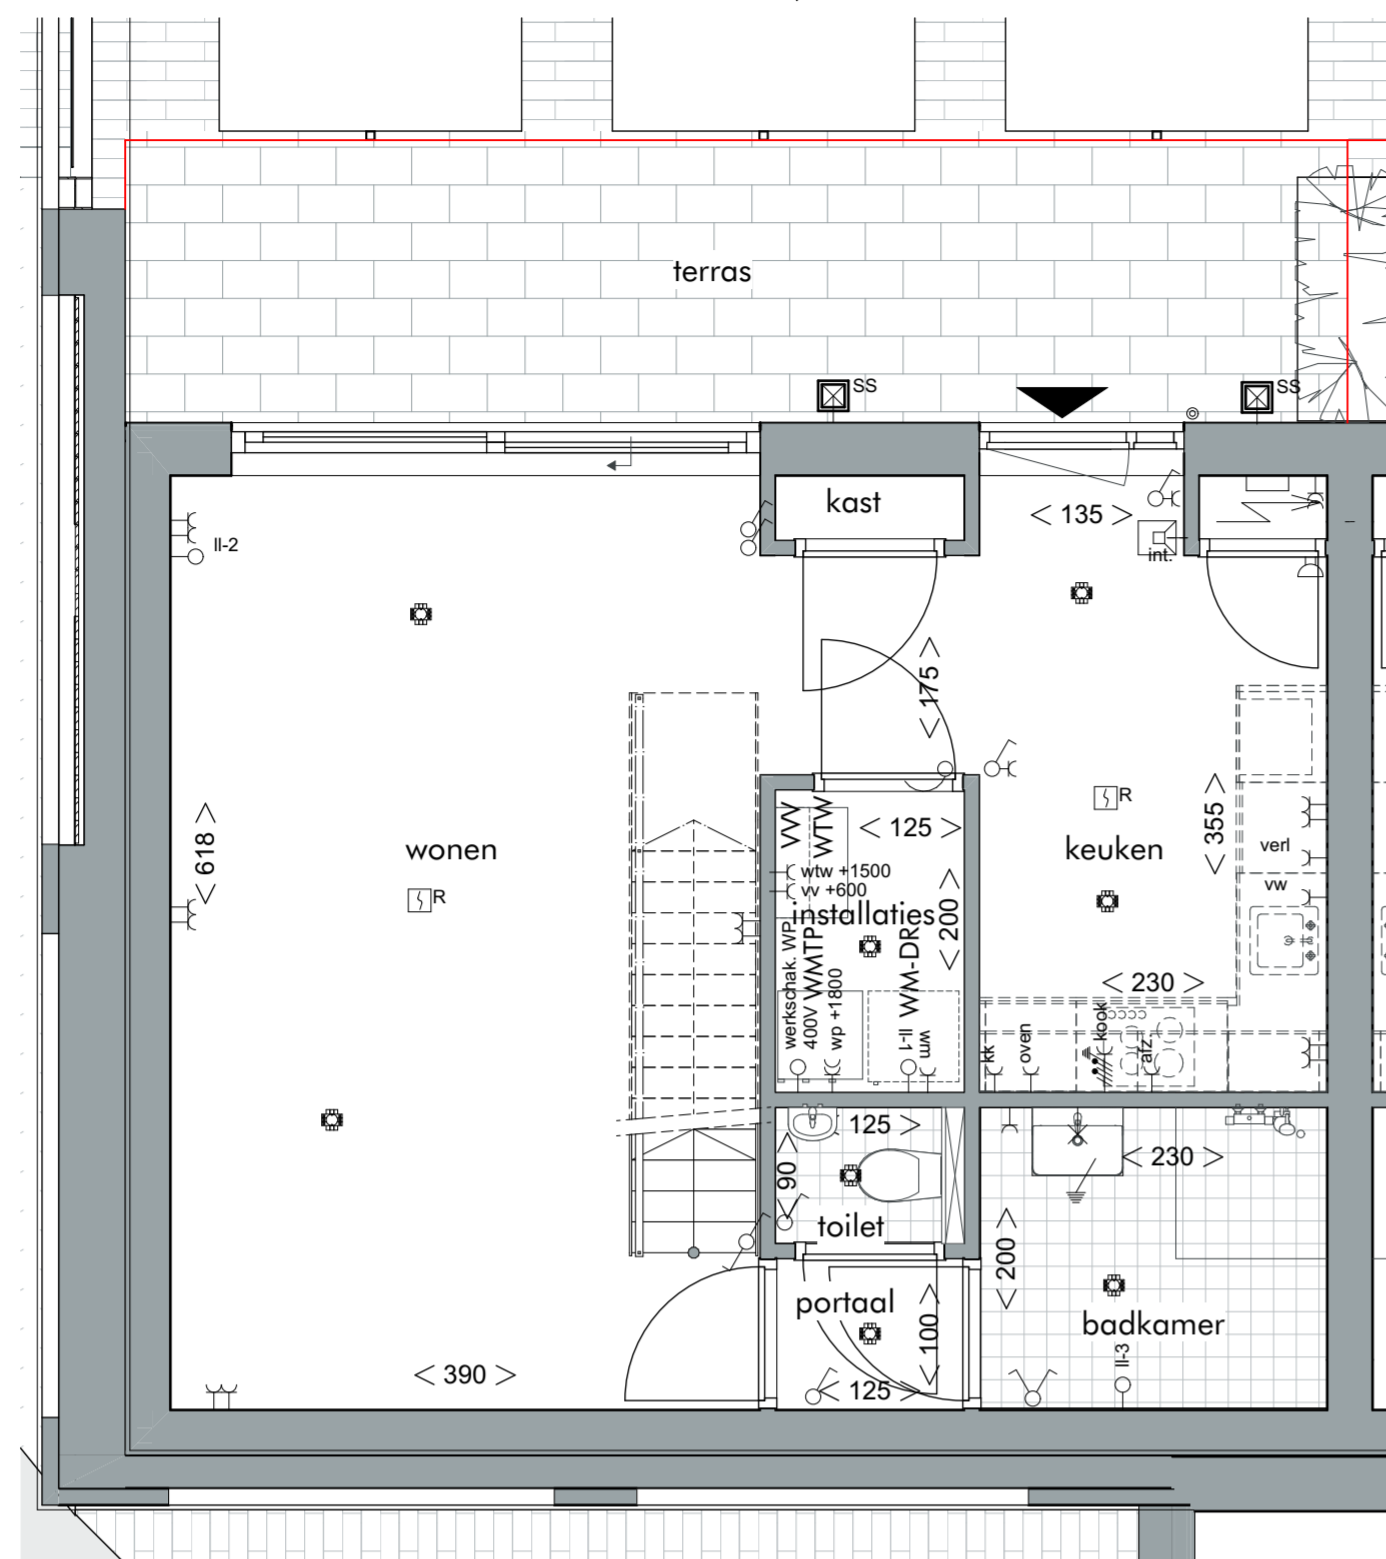 terras
SS
SS
kast
< 135 >
int.
II-2
< 175 >
R
verl
vw
keuken
< 355 >
wonen
< 618 >
R
VV
WTW
< 125 >
wtw +1500
vv +600
installaties
< 200 >
werkschak. WP
400V WMTP
wp +1800
WM-DR
II-1
wm
< 230 >
kk
oven
kook
afz
< 125 >
< 90 >
toilet
< 230 >
< 200 >
badkamer
II-3
portaal
< 100 >
< 125 >
< 390 >